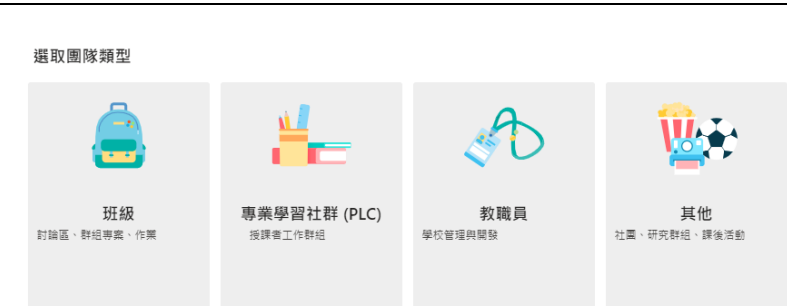 選取團隊類型
班級
討論區、群組專案、作業
專業學習社群 (PLC)
授課者工作群組
教職員
學校管理與開發
其他
社團、研究群組、課後活動